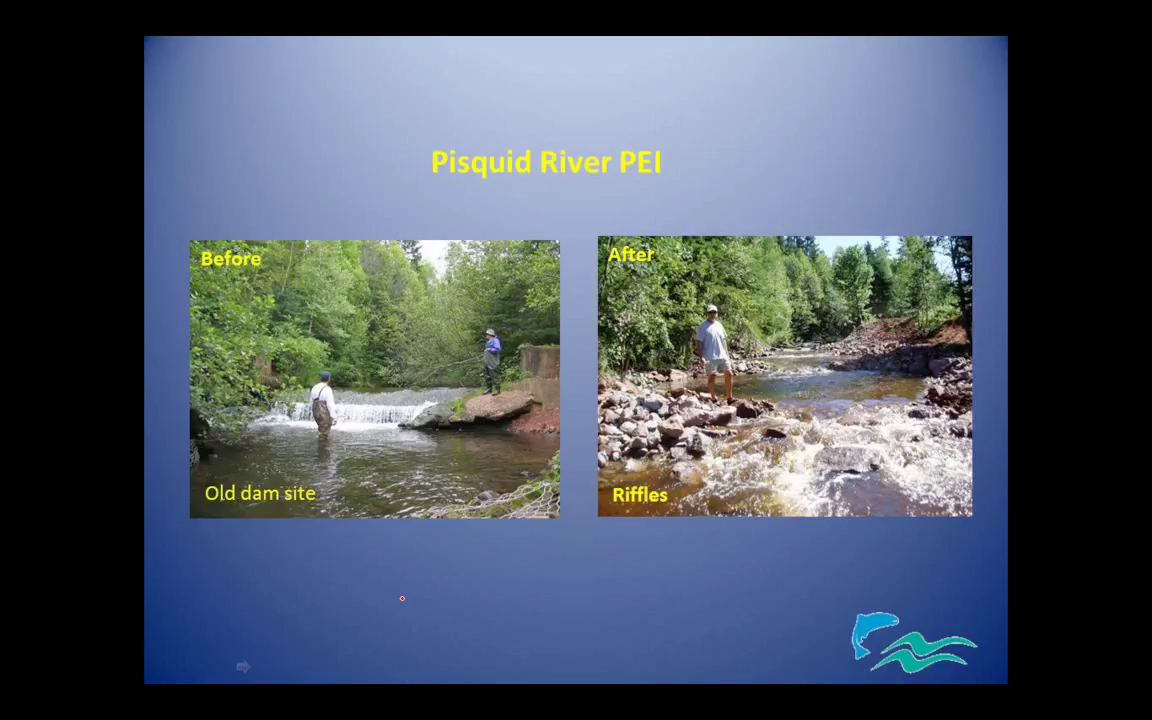 Pisquid River PEI
Before
After
Old dam site
Riffles